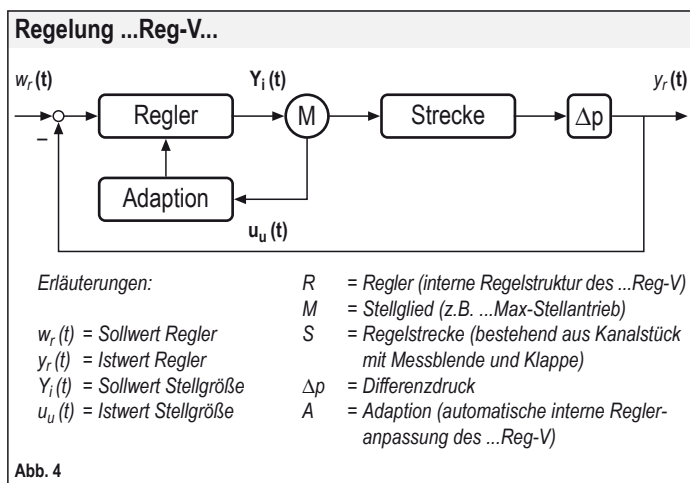 Regelung ...Reg-V...
wr (t)
Yi (t)
yr (t)
Regler
M
Strecke
Δp
–
Adaption
uu (t)
Erläuterungen:
wr (t) = Sollwert Regler
yr (t) = Istwert Regler
Yi (t) = Sollwert Stellgröße
uu (t) = Istwert Stellgröße
R = Regler (interne Regelstruktur des ...Reg-V)
M = Stellglied (z.B. ...Max-Stellantrieb)
S = Regelstrecke (bestehend aus Kanalstück
mit Messblende und Klappe)
Δp = Differenzdruck
A = Adaption (automatische interne Regler-
anpassung des ...Reg-V)
Abb. 4